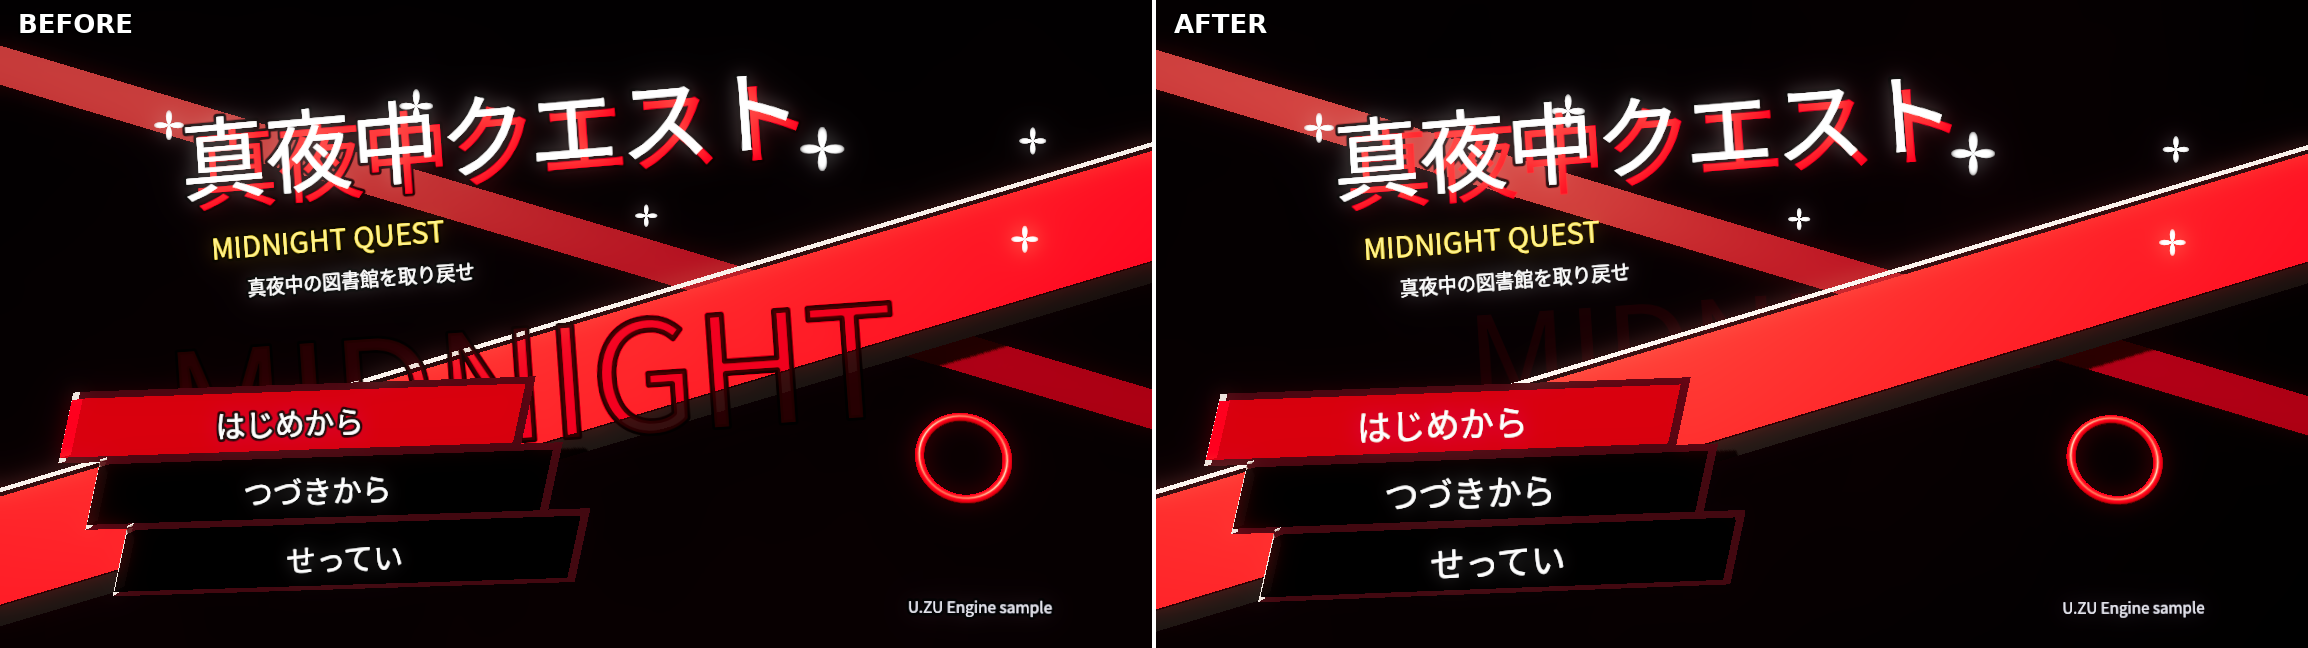 BEFORE
真夜中クエスト
MIDNIGHT QUEST
真夜中の図書館を取り戻せ
MIDNIGHT
はじめから
つづきから
せってい
U.ZU Engine sample
AFTER
真夜中クエスト
MIDNIGHT QUEST
真夜中の図書館を取り戻せ
MIDN
はじめから
つづきから
せってい
U.ZU Engine sample